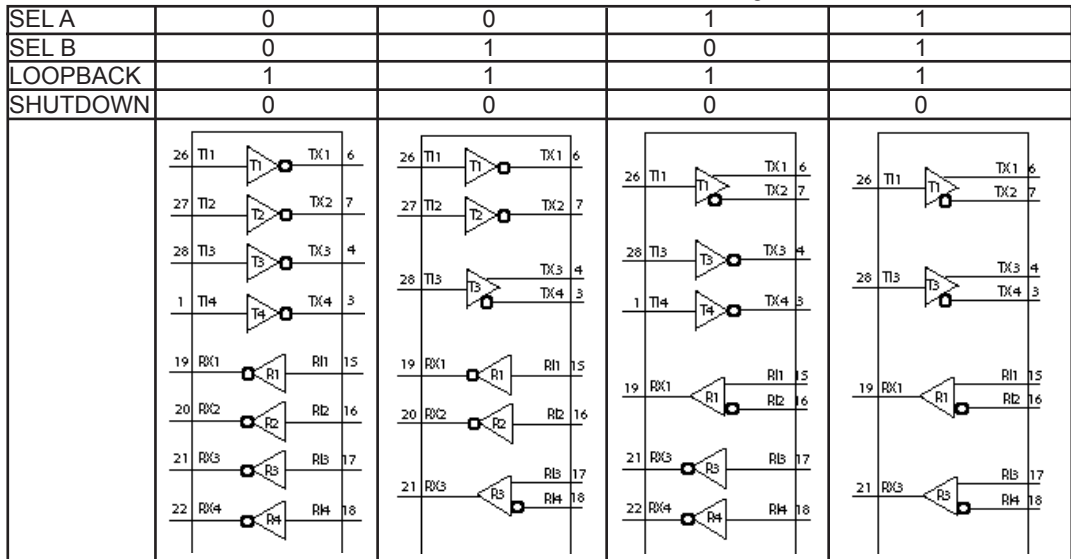 SEL A 0 0 1 1
SEL B 0 1 0 1
LOOPBACK 1 1 1 1
SHUTDOWN 0 0 0 0
26 TI1 T1 TX1 6
27 TI2 T2 TX2 7
28 TI3 T3 TX3 4
1 TI4 T4 TX4 3
19 RX1 R1 RI1 15
20 RX2 R2 RI2 16
21 RX3 R3 RI3 17
22 RX4 R4 RI4 18
26 TI1 T1 TX1 6
27 TI2 T2 TX2 7
28 TI3 T3 TX3 4
TX4 3
19 RX1 R1 RI1 15
20 RX2 R2 RI2 16
21 RX3 R3 RI3 17
RI4 18
26 TI1 T1 TX1 6
TX2 7
28 TI3 T3 TX3 4
1 TI4 T4 TX4 3
19 RX1 R1 RI1 15
RI2 16
21 RX3 R3 RI3 17
22 RX4 R4 RI4 18
26 TI1 T1 TX1 6
TX2 7
28 TI3 T3 TX3 4
TX4 3
19 RX1 R1 RI1 15
RI2 16
21 RX3 R3 RI3 17
RI4 18